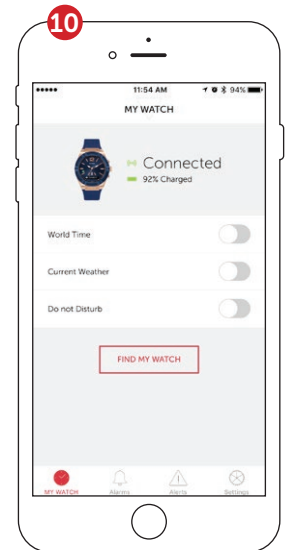 10
11:54 AM 94%
MY WATCH
Connected
92% Charged
World Time
Current Weather
Do not Disturb
FIND MY WATCH
MY WATCH Alarms Alerts Settings